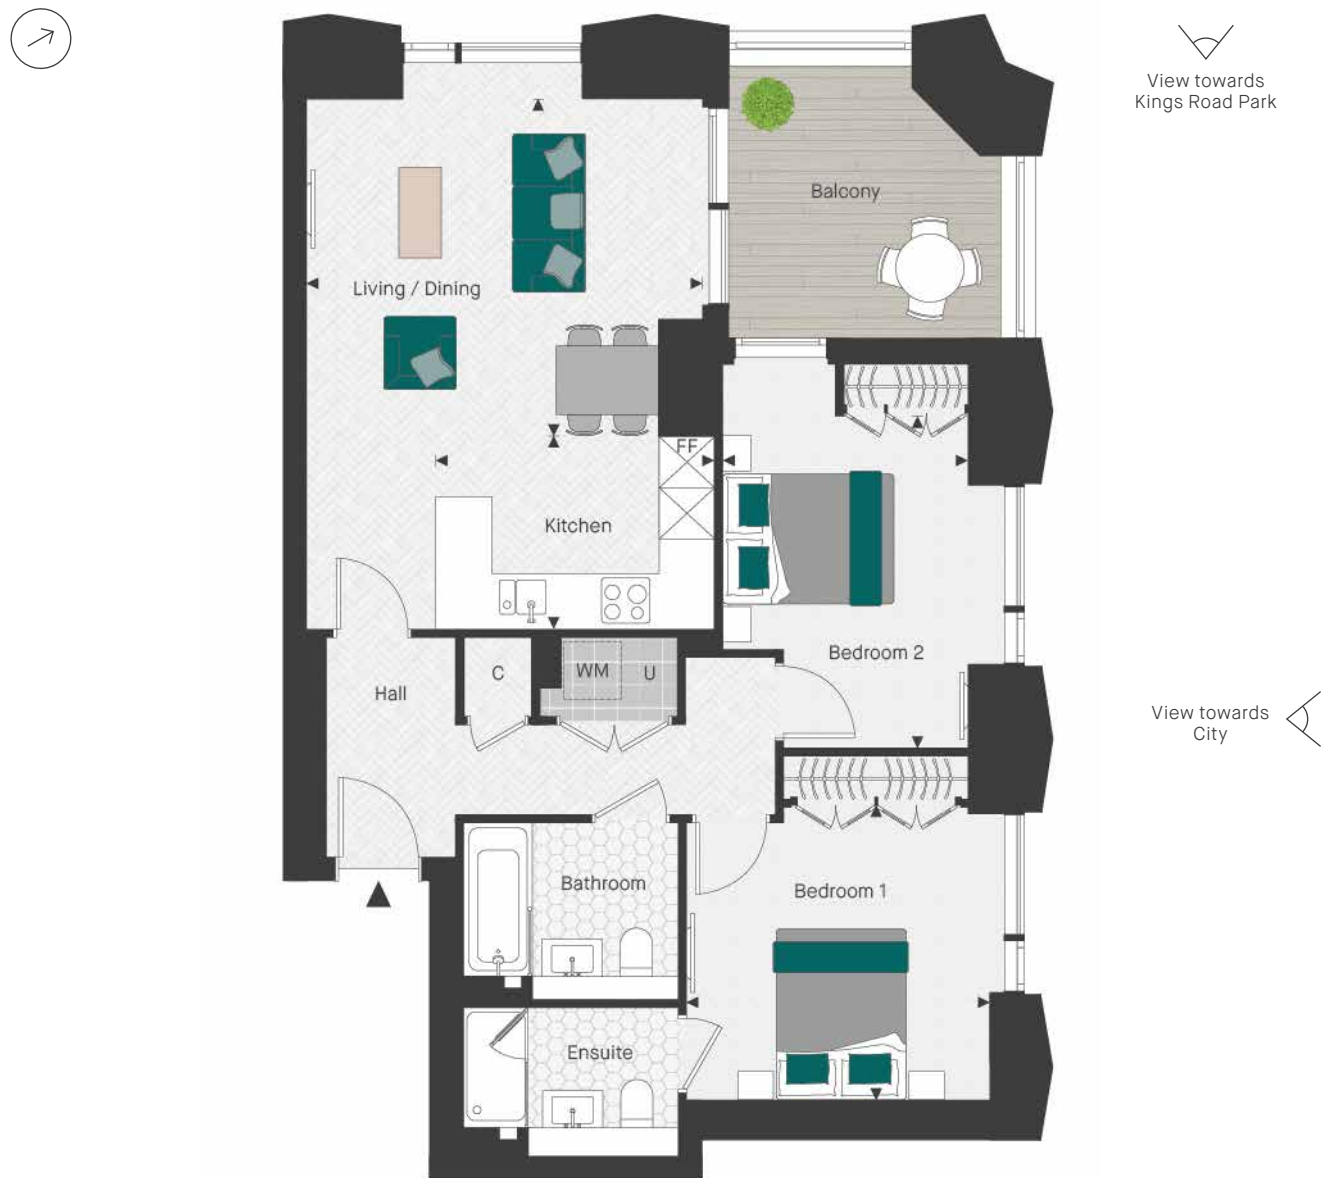 View towards
Kings Road Park
Balcony
Living / Dining
FF
Kitchen
Bedroom 2
C
WM
U
Hall
View towards
City
Bathroom
Bedroom 1
Ensuite